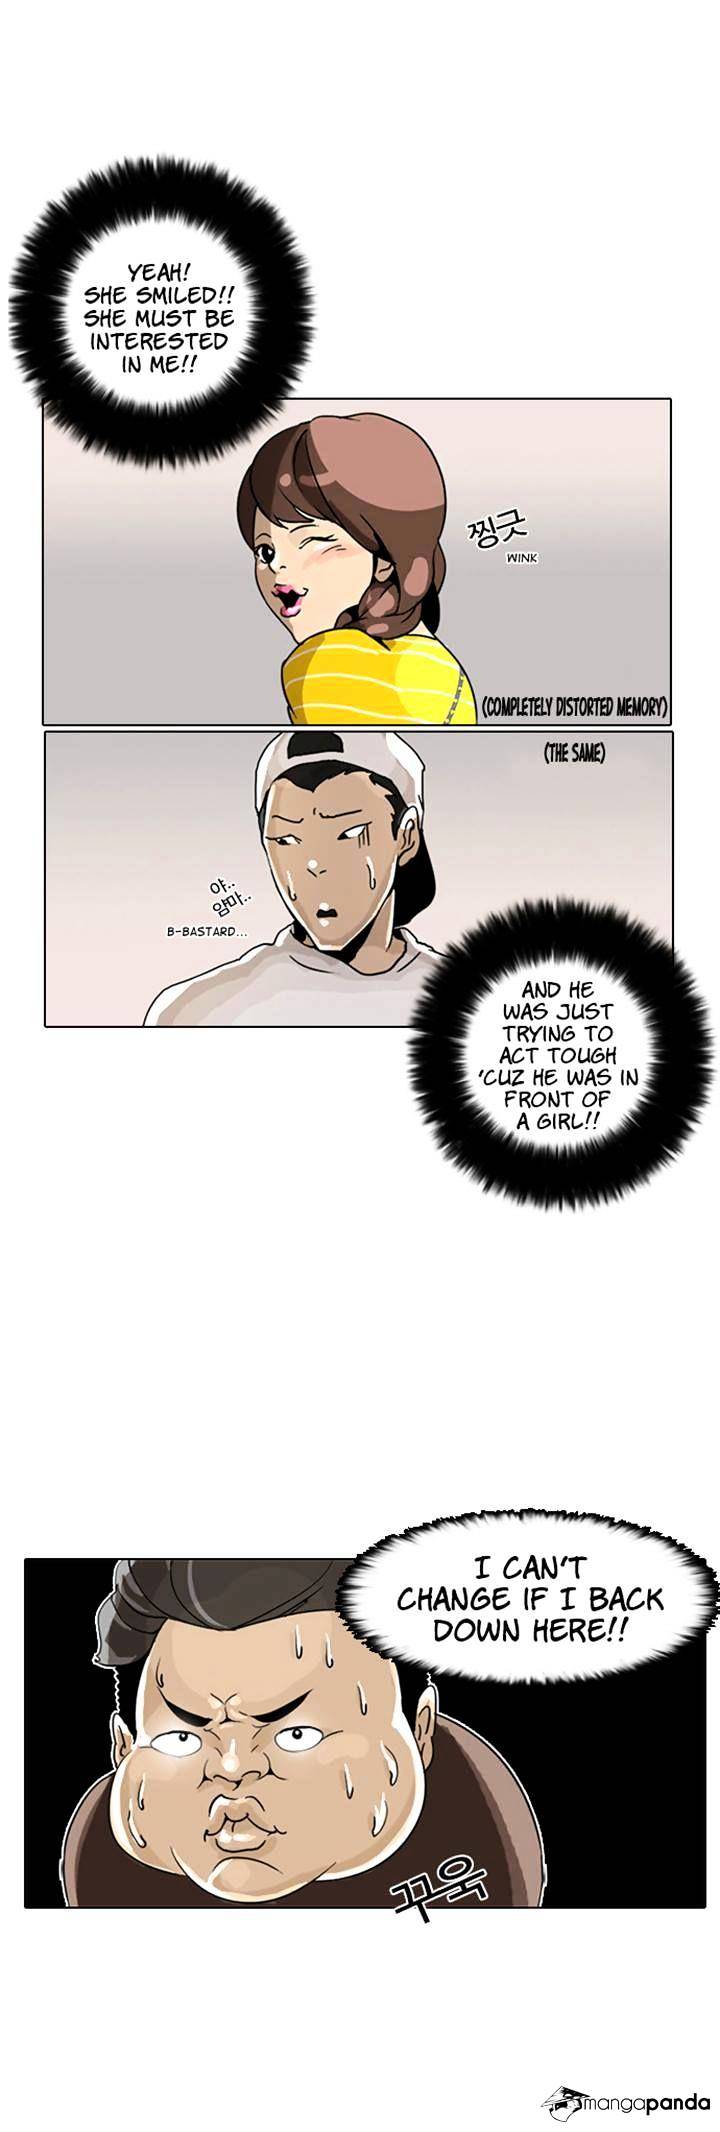 YEAH!
SHE SMILED!!
SHE MUST BE
INTERESTED
IN ME!!
찡긋
WINK
(COMPLETELY DISTORTED MEMORY)
(THE SAME)
야..
얌마..
B-BASTARD...
AND HE
WAS JUST
TRYING TO
ACT TOUGH
'CUZ HE WAS IN
FRONT OF
A GIRL!!
I CAN'T
CHANGE IF I BACK
DOWN HERE!!
꾸욱
mangapanda